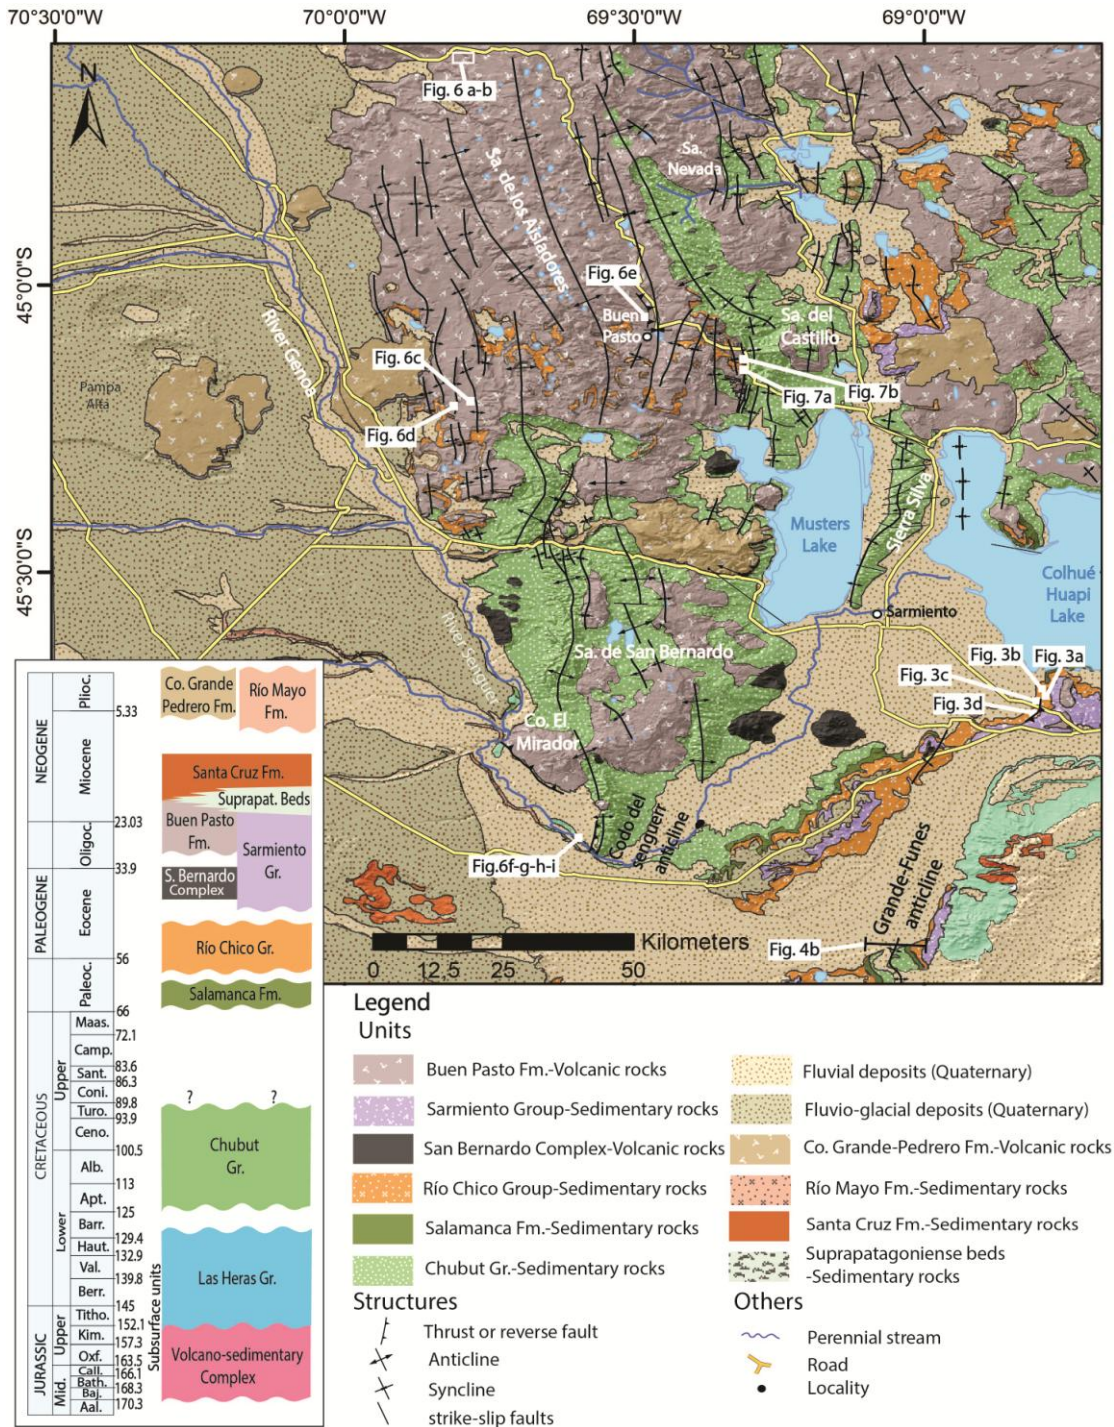 70°30'0"W
70°00'0"W
69°30'0"W
69°00'0"W
N
Fig. 6 a-b
Sa.
Nevada
Sa. de los Aisladores
45°0'0"S
River Genoa
Fig. 6e
Buen
Pasto
Sa. del
Castillo
Fig. 6c
Fig. 7b
Fig. 7a
Pampa
Alta
Fig. 6d
Sierra Silva
Musters
Lake
45°30'0"S
Colhué
Huapi
Lake
Sarmiento
River Senguerr
Sa. de San Bernardo
Fig. 3b
Fig. 3a
Fig. 3c
Fig. 3d
Co. El
Mirador
Codo del
senguerr
anticline
Fig.6f-g-h-i
Grande-Funes
anticline
Fig. 4b
Kilometers
0 12.5 25 50
NEOGENE
PALEOGENE
CRETACEOUS
JURASSIC
Plioc.
5.33
Miocene
23.03
Oligoc.
33.9
Eocene
56
Paleoc.
66
Upper
Maas.
72.1
Camp.
83.6
Sant.
86.3
Coni.
89.8
Turo.
93.9
Ceno.
100.5
Lower
Alb.
113
Apt.
125
Barr.
129.4
Haut.
132.9
Val.
139.8
Berr.
145
Upper
Titho.
152.1
Kim.
157.3
Oxf.
163.5
Mid.
Call.
166.1
Bath.
168.3
Baj.
170.3
Aal.
Co. Grande
Pedrero Fm.
Río Mayo
Fm.
Santa Cruz Fm.
Suprapat. Beds
Buen Pasto
Fm.
Sarmiento
Gr.
S. Bernardo
Complex
Río Chico Gr.
Salamanca Fm.
? ?
Chubut
Gr.
Las Heras Gr.
Subsurface units
Volcano-sedimentary
Complex
Legend
Units
Buen Pasto Fm.-Volcanic rocks
Sarmiento Group-Sedimentary rocks
San Bernardo Complex-Volcanic rocks
Río Chico Group-Sedimentary rocks
Salamanca Fm.-Sedimentary rocks
Chubut Gr.-Sedimentary rocks
Fluvial deposits (Quaternary)
Fluvio-glacial deposits (Quaternary)
Co. Grande-Pedrero Fm.-Volcanic rocks
Río Mayo Fm.-Sedimentary rocks
Santa Cruz Fm.-Sedimentary rocks
Suprapatagoniense beds
-Sedimentary rocks
Structures
Thrust or reverse fault
Anticline
Syncline
strike-slip faults
Others
Perennial stream
Road
Locality